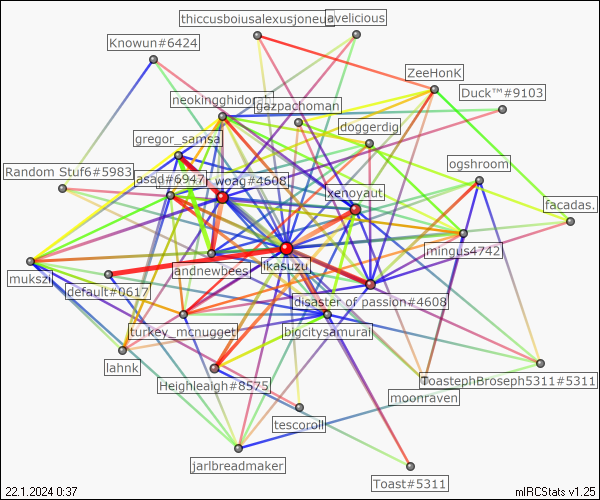 thiccusboiusalexusjoneus
avelicious
Knowun#6424
ZeeHonK
Duck™#9103
neokingghidorah
gazpachoman
doggerdig
gregor_samsa
ogshroom
Random Stuf6#5983
asad#6947
woag#4608
xenoyaut
facadas.
mingus4742
andnewbees
ikasuzu
mukszi
default#0617
disaster of passion#4608
turkey_mcnugget
bigcitysamurai
lahnk
Heighleaigh#8575
ToastephBroseph5311#5311
moonraven
tescoroll
jarlbreadmaker
Toast#5311
22.1.2024 0:37
mIRCStats v1.25